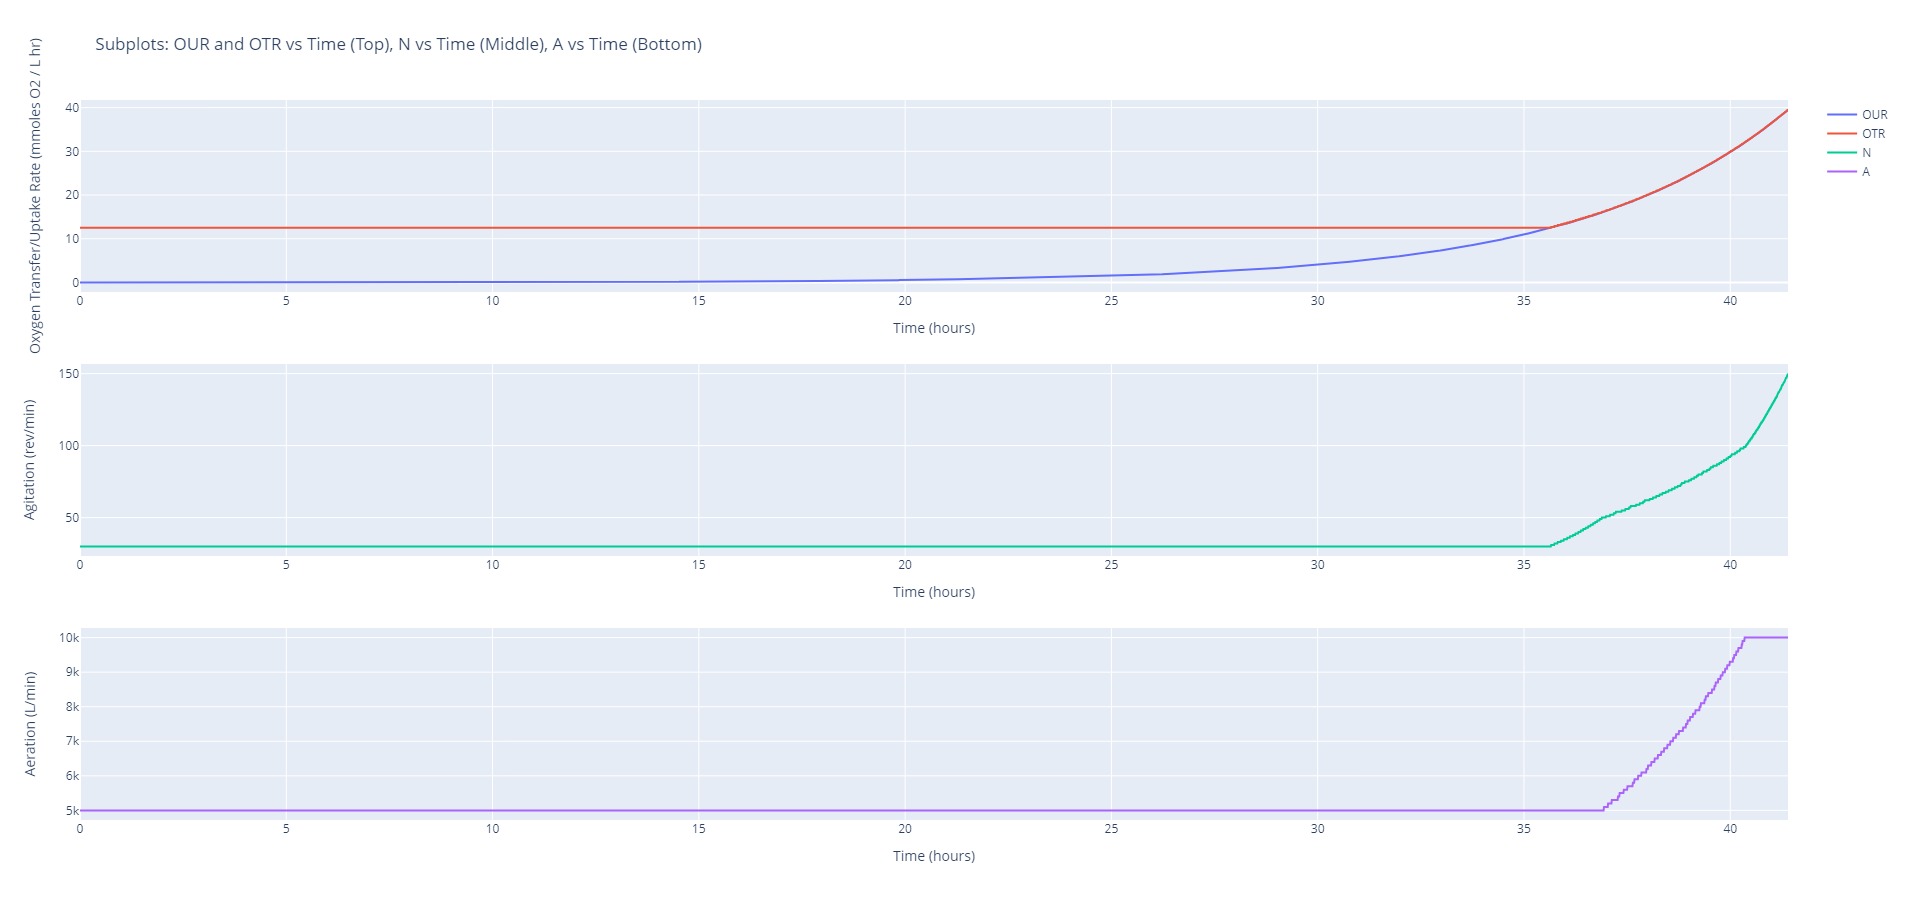 Subplots: OUR and OTR vs Time (Top), N vs Time (Middle), A vs Time (Bottom)
Oxygen Transfer/Uptake Rate (mmoles O2 / L hr)
40
30
20
10
0
0 5 10 15 20 25 30 35 40
Time (hours)
OUR
OTR
N
A
Agitation (rev/min)
150
100
50
0 5 10 15 20 25 30 35 40
Time (hours)
Aeration (L/min)
10k
9k
8k
7k
6k
5k
0 5 10 15 20 25 30 35 40
Time (hours)